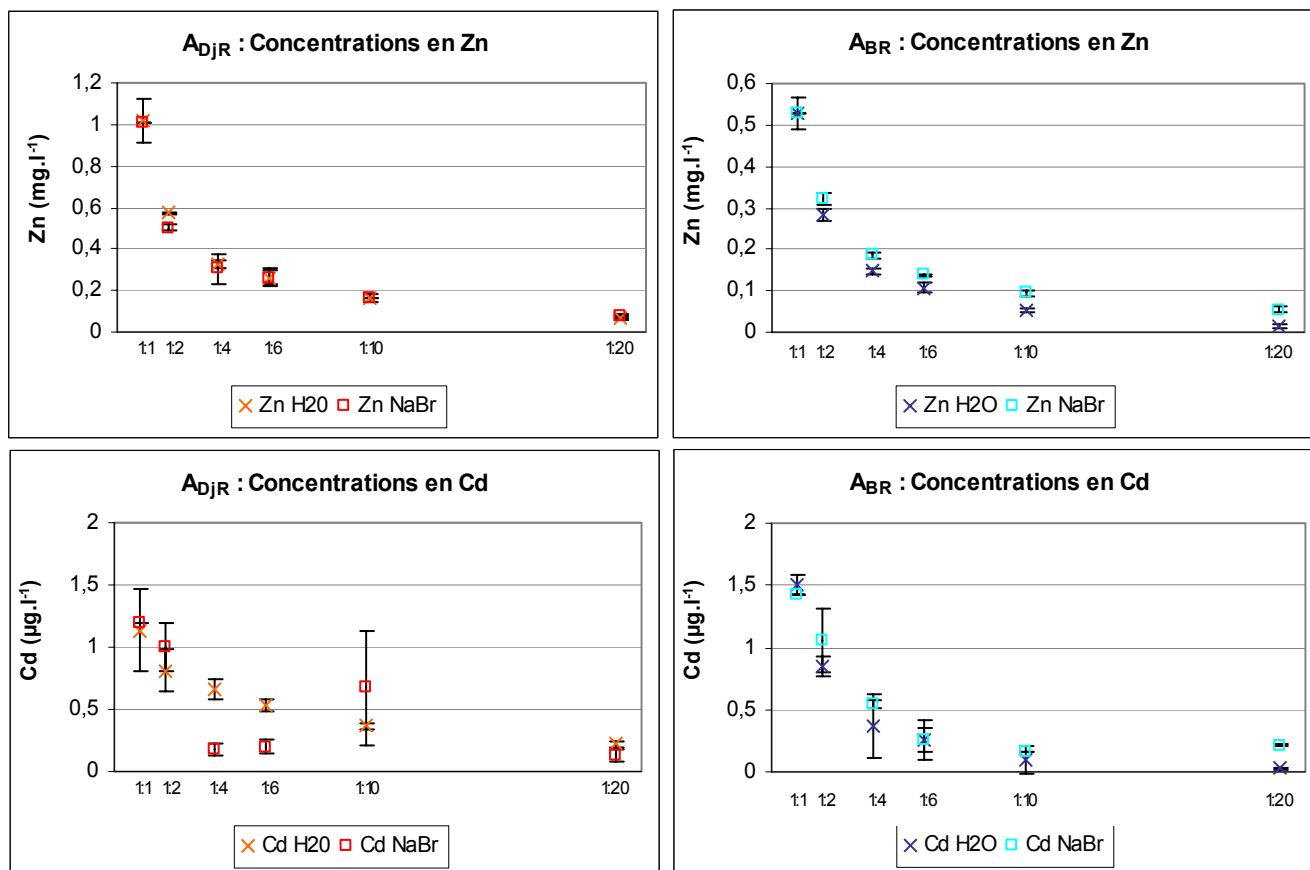 A_DjR : Concentrations en Zn
Zn (mg.l⁻¹)
1,2
1
0,8
0,6
0,4
0,2
0
1:1 1:2 1:4 1:6 1:10 1:20
Zn H20 Zn NaBr
A_BR : Concentrations en Zn
Zn (mg.l⁻¹)
0,6
0,5
0,4
0,3
0,2
0,1
0
1:1 1:2 1:4 1:6 1:10 1:20
Zn H2O Zn NaBr
A_DjR : Concentrations en Cd
Cd (µg.l⁻¹)
2
1,5
1
0,5
0
1:1 1:2 1:4 1:6 1:10 1:20
Cd H20 Cd NaBr
A_BR : Concentrations en Cd
Cd (µg.l⁻¹)
2
1,5
1
0,5
0
1:1 1:2 1:4 1:6 1:10 1:20
Cd H2O Cd NaBr